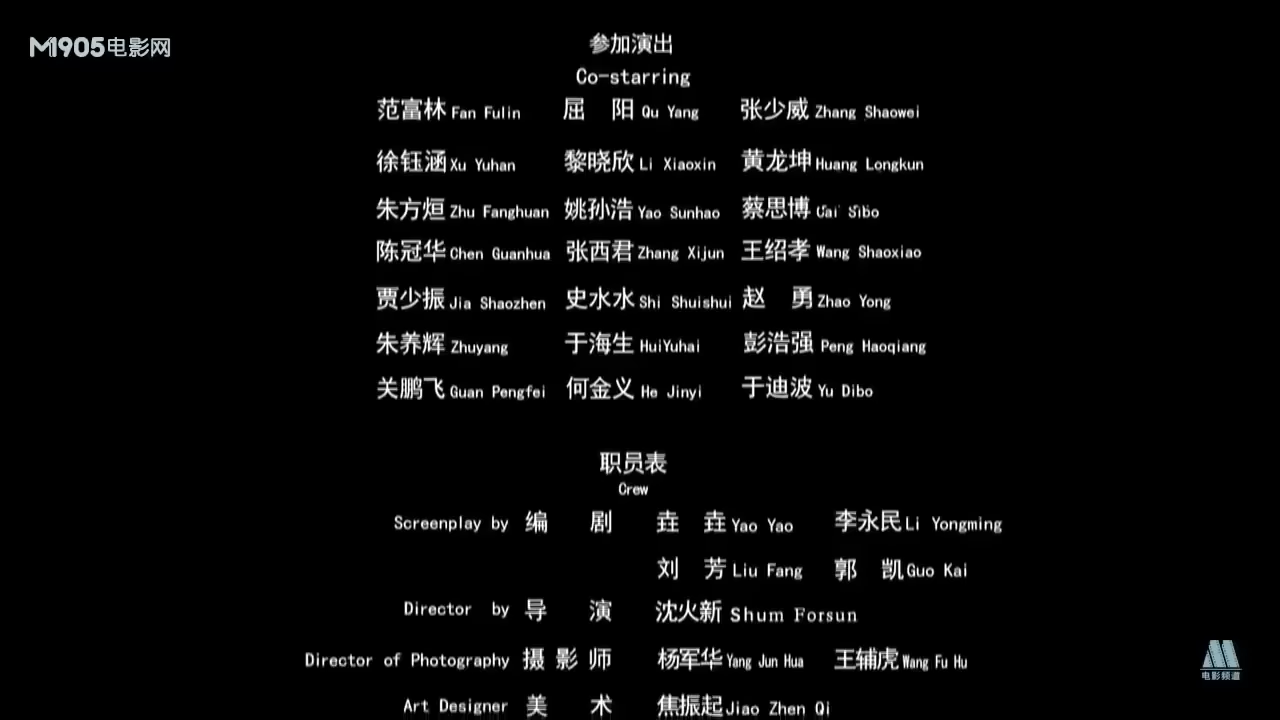 M1905电影网
参加演出
Co-starring
范富林 Fan Fulin 屈 阳 Qu Yang 张少威 Zhang Shaowei
徐钰涵 Xu Yuhan 黎晓欣 Li Xiaoxin 黄龙坤 Huang Longkun
朱方烜 Zhu Fanghuan 姚孙浩 Yao Sunhao 蔡思博 Cai Sibo
陈冠华 Chen Guanhua 张西君 Zhang Xijun 王绍孝 Wang Shaoxiao
贾少振 Jia Shaozhen 史水水 Shi Shuishui 赵 勇 Zhao Yong
朱养辉 Zhuyang 于海生 HuiYuhai 彭浩强 Peng Haoqiang
关鹏飞 Guan Pengfei 何金义 He Jinyi 于迪波 Yu Dibo
职员表
Crew
Screenplay by 编 剧 垚 垚 Yao Yao 李永民 Li Yongming
刘 芳 Liu Fang 郭 凯 Guo Kai
Director by 导 演 沈火新 Shum Forsun
Director of Photography 摄 影 师 杨军华 Yang Jun Hua 王辅虎 Wang Fu Hu
Art Designer 美 术 焦振起 Jiao Zhen Qi
电影频道